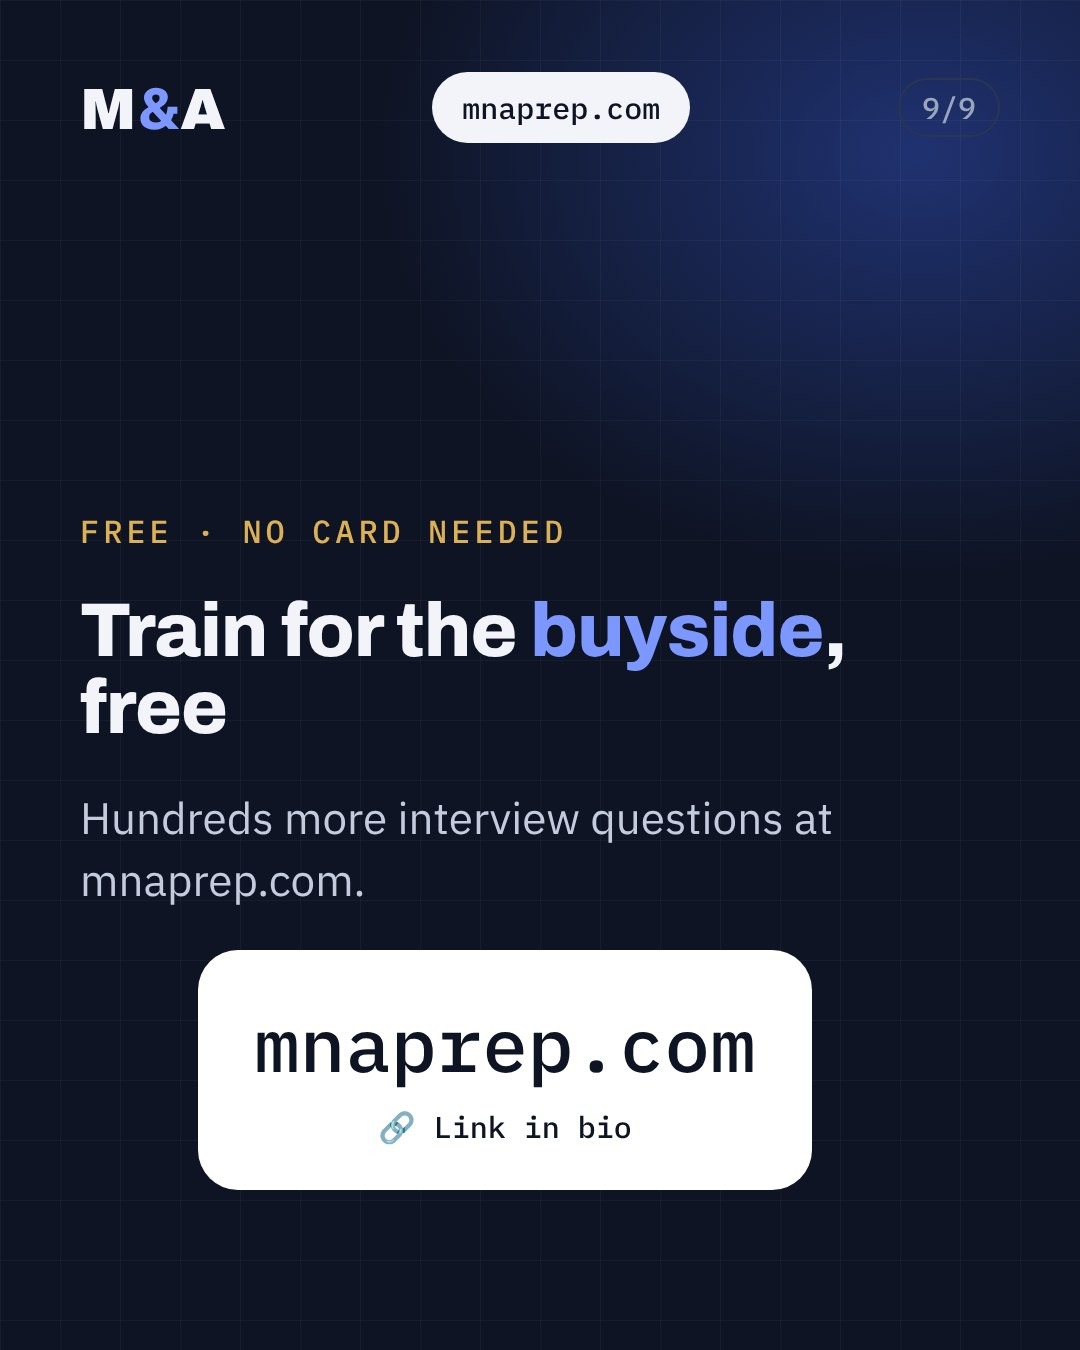 M&A
mnaprep.com
9/9
FREE · NO CARD NEEDED
Train for the buyside,
free
Hundreds more interview questions at
mnaprep.com.
mnaprep.com
🔗 Link in bio